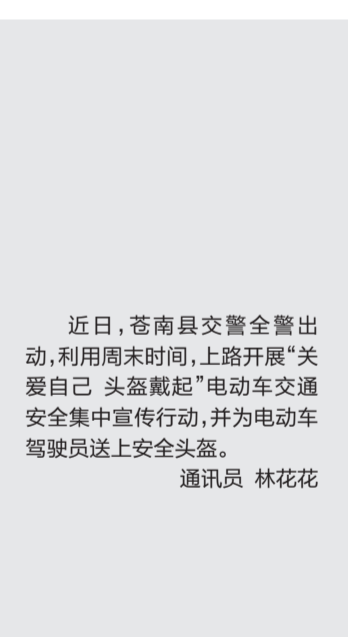 近日，苍南县交警全警出
动，利用周末时间，上路开展“关
爱自己 头盔戴起”电动车交通
安全集中宣传行动，并为电动车
驾驶员送上安全头盔。
通讯员 林花花